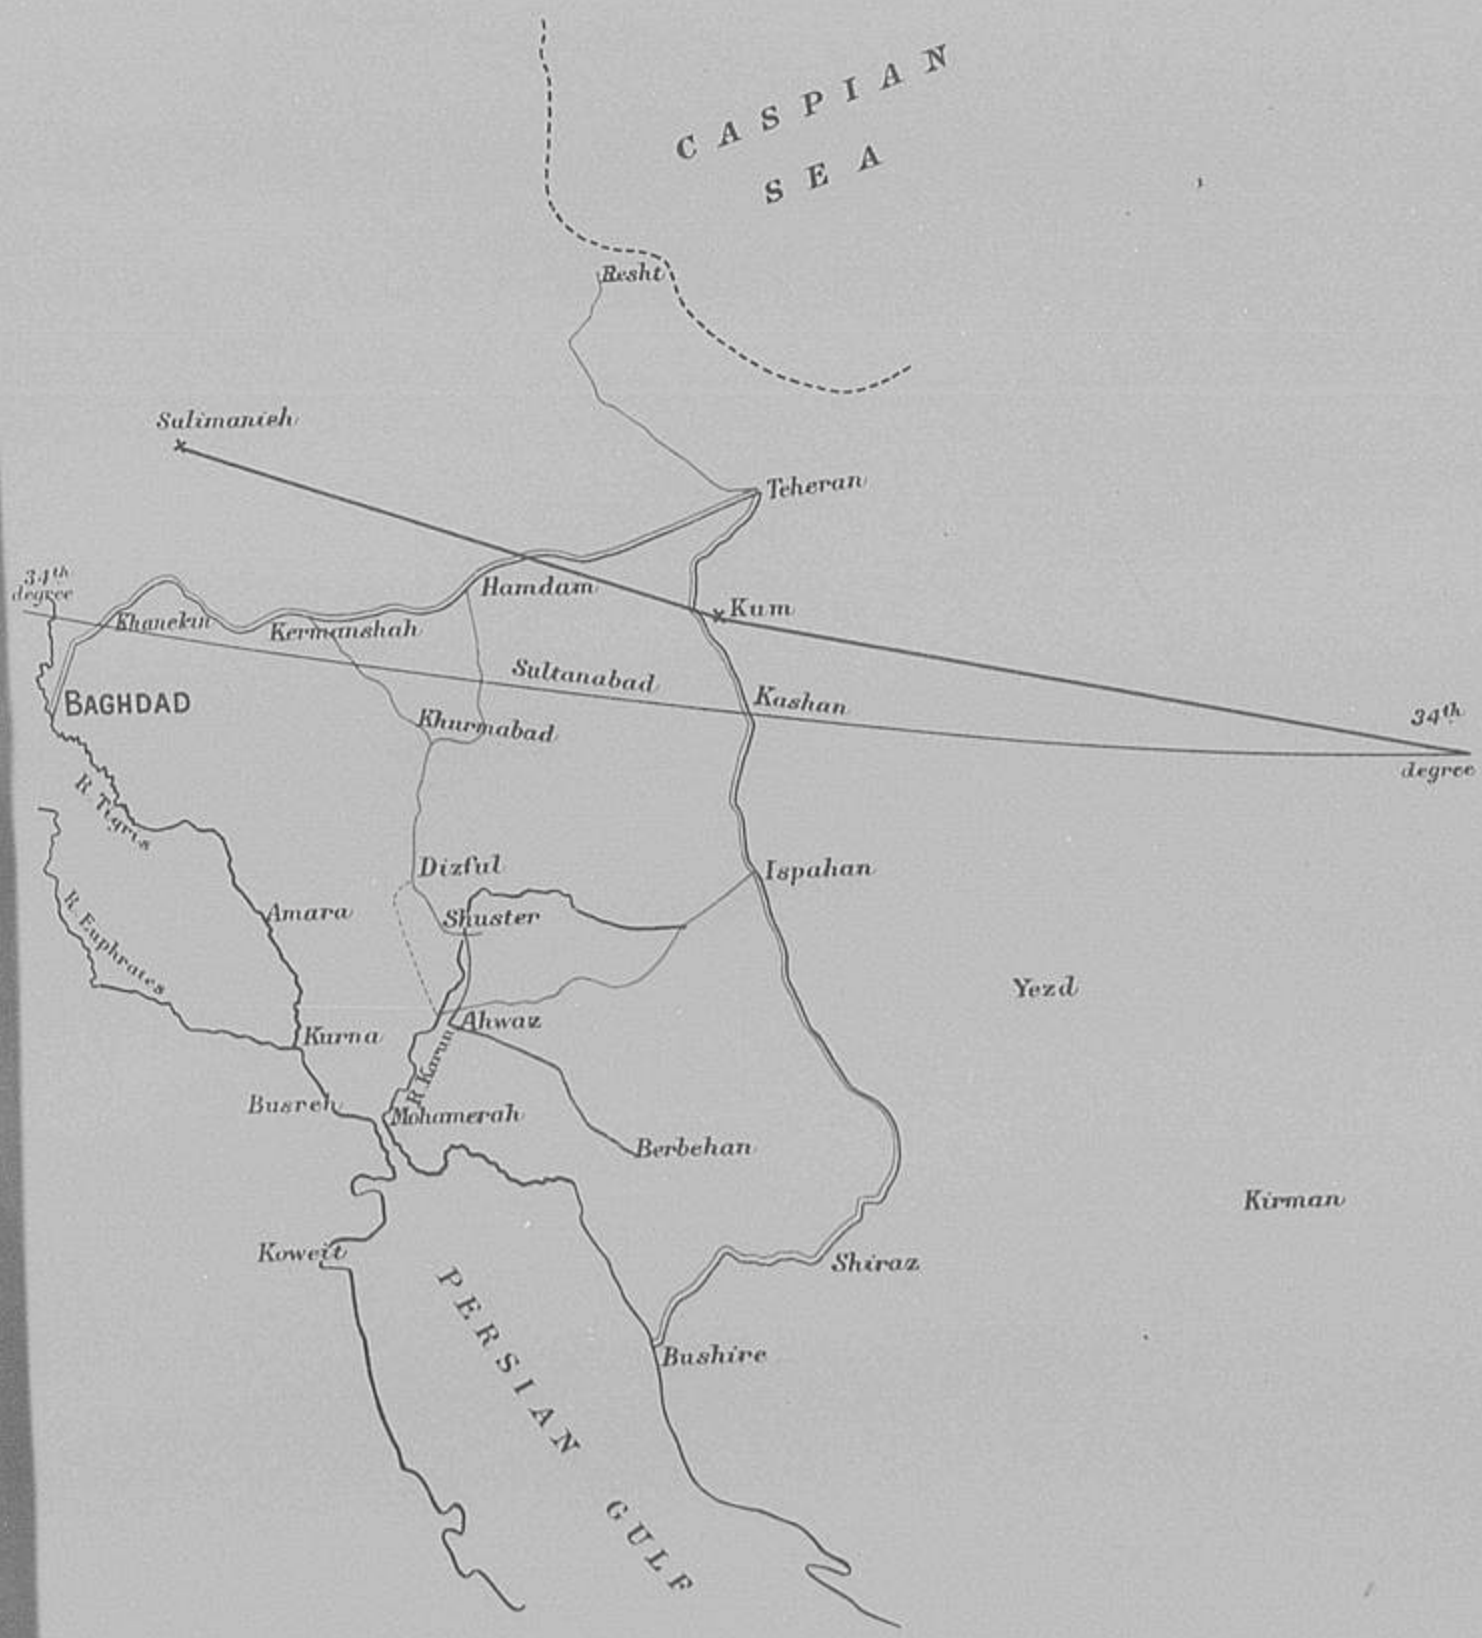 CASPIAN
SEA
Resht
Sulimanieh
Teheran
34th
degree
Hamdam
Khanekin
Kermanshah
Kum
Sultanabad
BAGHDAD
Kashan
34th
degree
Khurmabad
R. Tigris
Dizful
Ispahan
R. Euphrates
Amara
Shuster
Yezd
Kurna
Ahwaz
R. Karun
Busreh
Mohamerah
Berbehan
Kirman
Koweit
Shiraz
PERSIAN GULF
Bushire